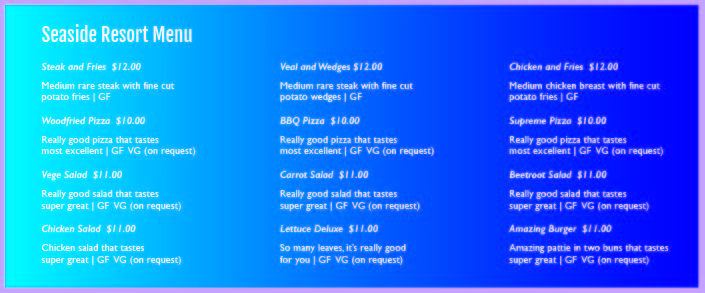 Seaside Resort Menu
Steak and Fries $12.00
Medium rare steak with fine cut
potato fries | GF
Woodfried Pizza $10.00
Really good pizza that tastes
most excellent | GF VG (on request)
Vege Salad $11.00
Really good salad that tastes
super great | GF VG (on request)
Chicken Salad $11.00
Chicken salad that tastes
super great | GF VG (on request)
Veal and Wedges $12.00
Medium rare steak with fine cut
potato wedges | GF
BBQ Pizza $10.00
Really good pizza that tastes
most excellent | GF VG (on request)
Carrot Salad $11.00
Really good salad that tastes
super great | GF VG (on request)
Lettuce Deluxe $11.00
So many leaves, it's really good
for you | GF VG (on request)
Chicken and Fries $12.00
Medium chicken breast with fine cut
potato fries | GF
Supreme Pizza $10.00
Really good pizza that tastes
most excellent | GF VG (on request)
Beetroot Salad $11.00
Really good salad that tastes
super great | GF VG (on request)
Amazing Burger $11.00
Amazing pattie in two buns that tastes
super great | GF VG (on request)